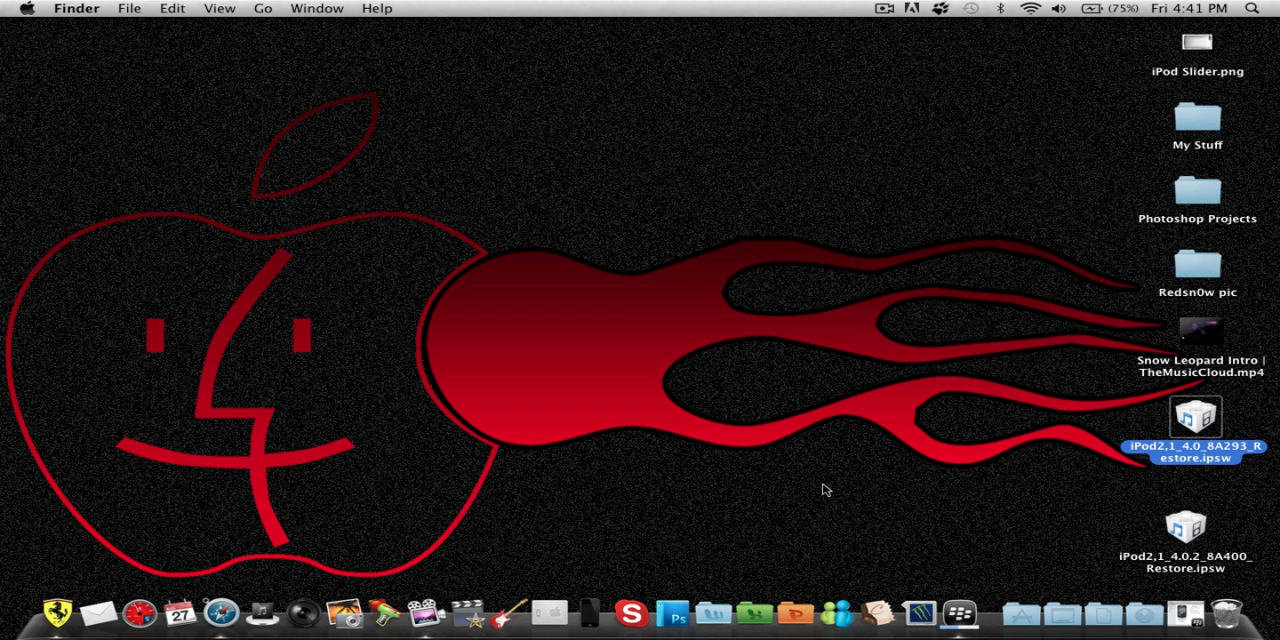 Finder File Edit View Go Window Help (75%) Fri 4:41 PM
iPod Slider.png
My Stuff
Photoshop Projects
Redsn0w pic
Snow Leopard Intro |
TheMusicCloud.mp4
iPod2,1_4.0_8A293_R
estore.ipsw
iPod2,1_4.0.2_8A400_
Restore.ipsw
27
S
Ps